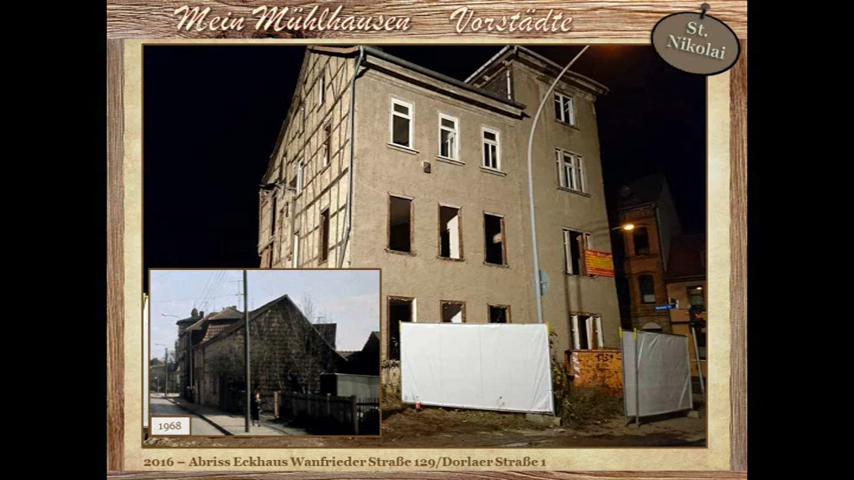 Mein Mühlhausen Vorstädte
St.
Nikolai
1968
2016 – Abriss Eckhaus Wanfrieder Straße 129/Dorlaer Straße 1